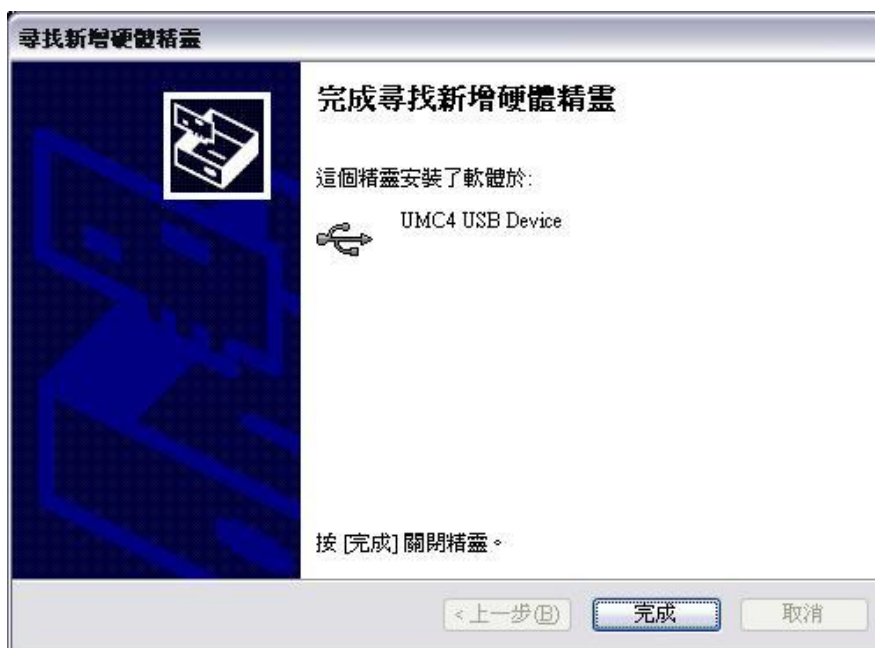 尋找新增硬體精靈
完成尋找新增硬體精靈
這個精靈安裝了軟體於:
UMC4 USB Device
按 [完成] 關閉精靈。
<上一步(B)
完成
取消